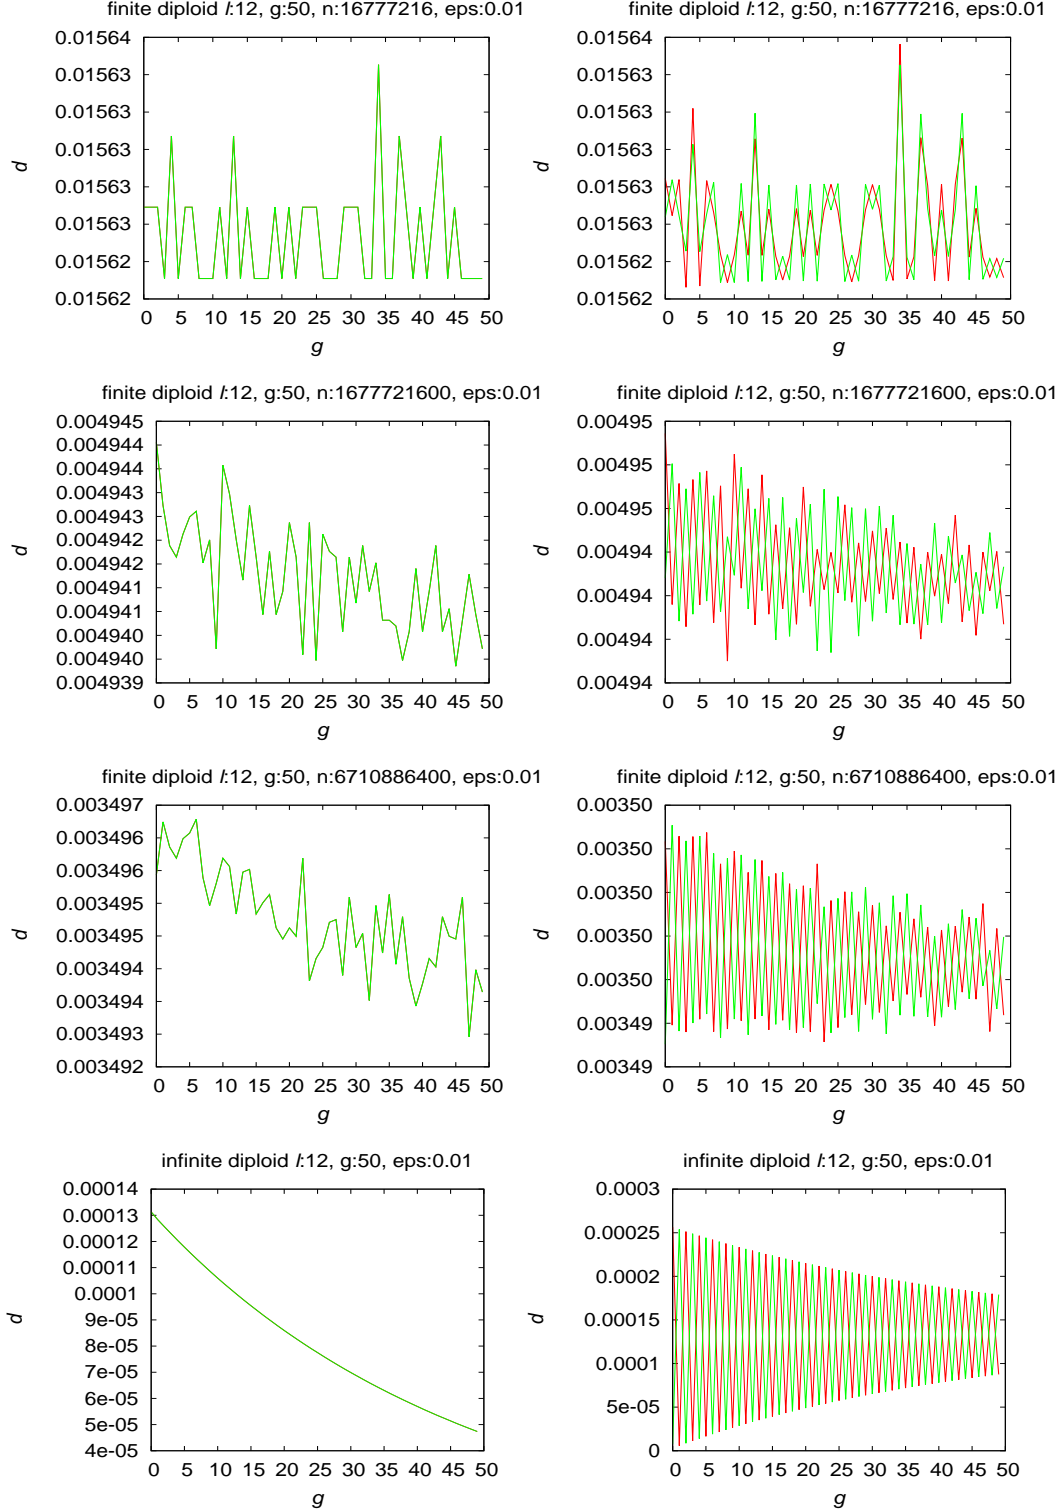 finite diploid l:12, g:50, n:16777216, eps:0.01
0.01564
0.01563
0.01563
0.01563
0.01563
0.01563
0.01562
0.01562
d
0 5 10 15 20 25 30 35 40 45 50
g
finite diploid l:12, g:50, n:16777216, eps:0.01
0.01564
0.01563
0.01563
0.01563
0.01563
0.01563
0.01562
0.01562
d
0 5 10 15 20 25 30 35 40 45 50
g
finite diploid l:12, g:50, n:1677721600, eps:0.01
0.004945
0.004944
0.004944
0.004943
0.004943
0.004942
0.004942
0.004941
0.004941
0.004940
0.004940
0.004939
d
0 5 10 15 20 25 30 35 40 45 50
g
finite diploid l:12, g:50, n:1677721600, eps:0.01
0.00495
0.00495
0.00495
0.00494
0.00494
0.00494
0.00494
d
0 5 10 15 20 25 30 35 40 45 50
g
finite diploid l:12, g:50, n:6710886400, eps:0.01
0.003497
0.003496
0.003496
0.003495
0.003495
0.003494
0.003494
0.003493
0.003492
d
0 5 10 15 20 25 30 35 40 45 50
g
finite diploid l:12, g:50, n:6710886400, eps:0.01
0.00350
0.00350
0.00350
0.00350
0.00350
0.00349
0.00349
d
0 5 10 15 20 25 30 35 40 45 50
g
infinite diploid l:12, g:50, eps:0.01
0.00014
0.00013
0.00012
0.00011
0.0001
9e-05
8e-05
7e-05
6e-05
5e-05
4e-05
d
0 5 10 15 20 25 30 35 40 45 50
g
infinite diploid l:12, g:50, eps:0.01
0.0003
0.00025
0.0002
0.00015
0.0001
5e-05
0
d
0 5 10 15 20 25 30 35 40 45 50
g